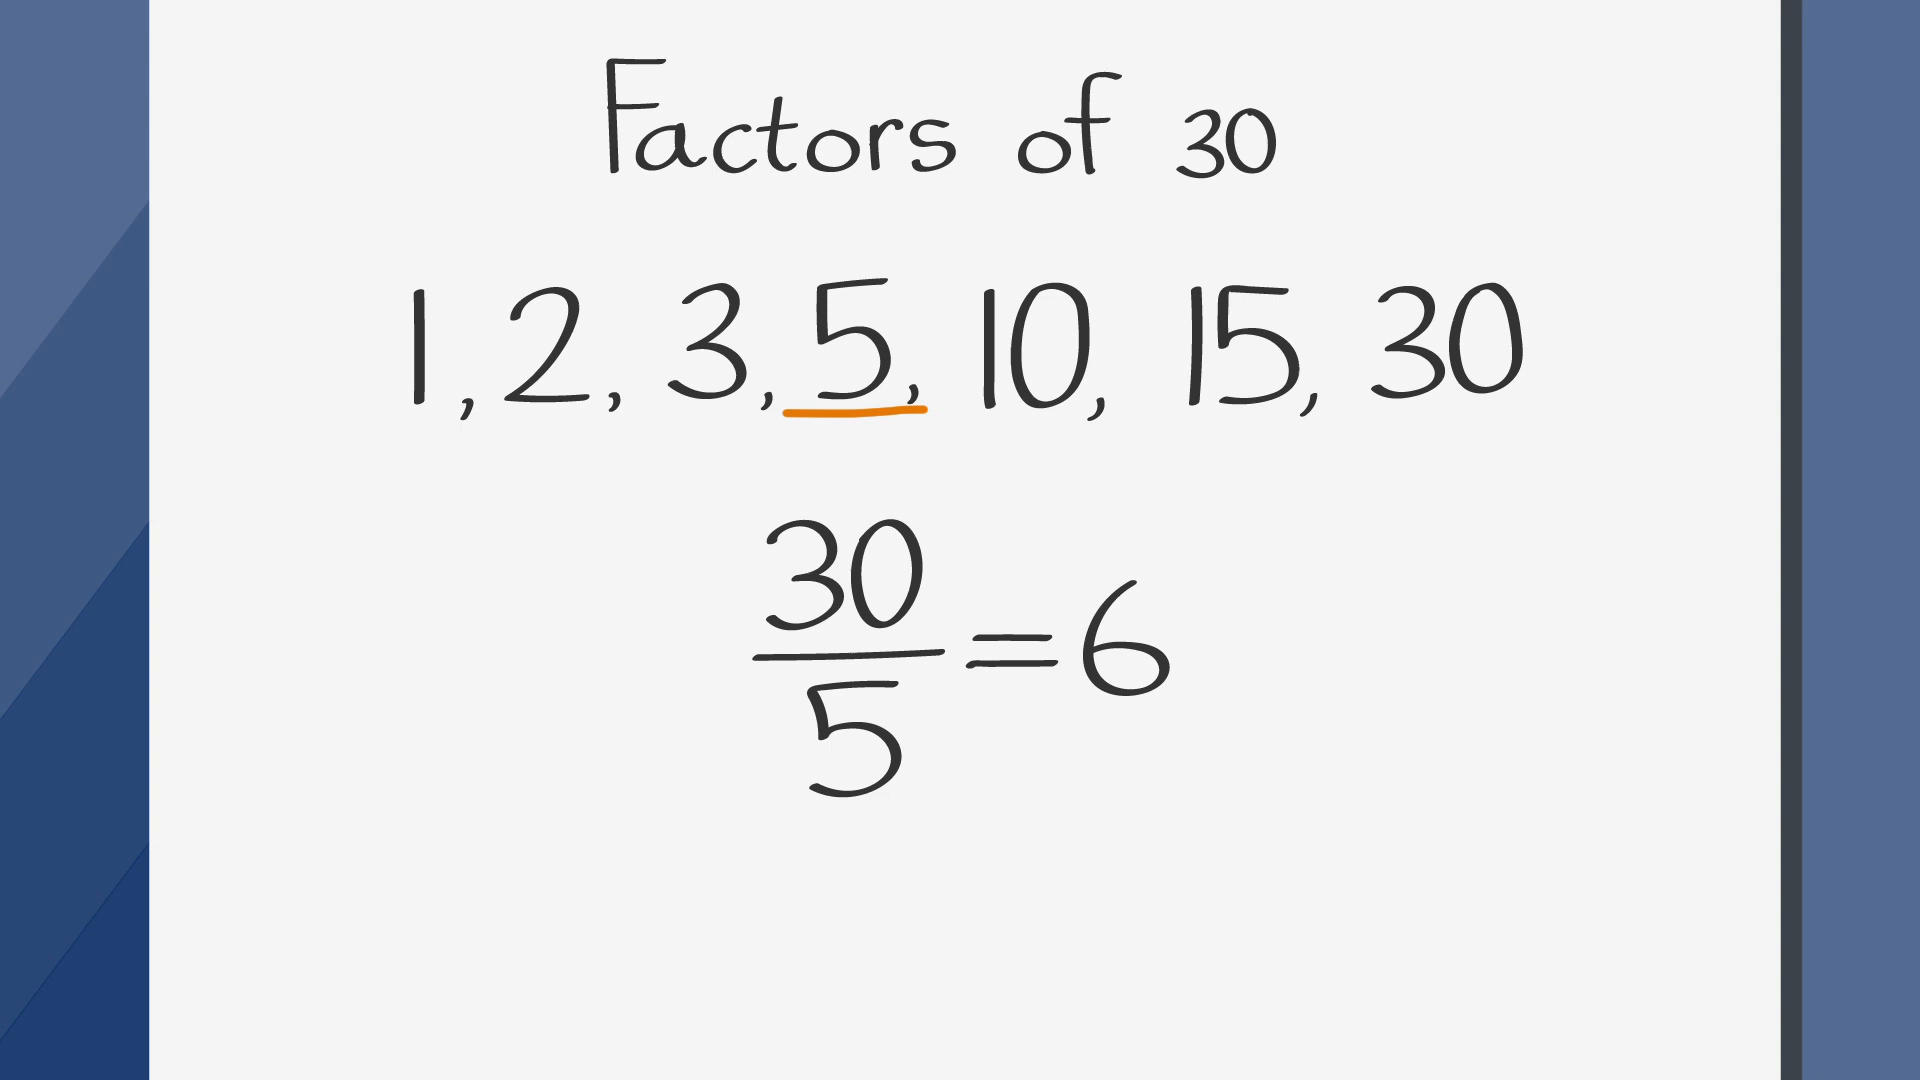 Factors of 30
1, 2, 3, 5, 10, 15, 30
30
5
=6